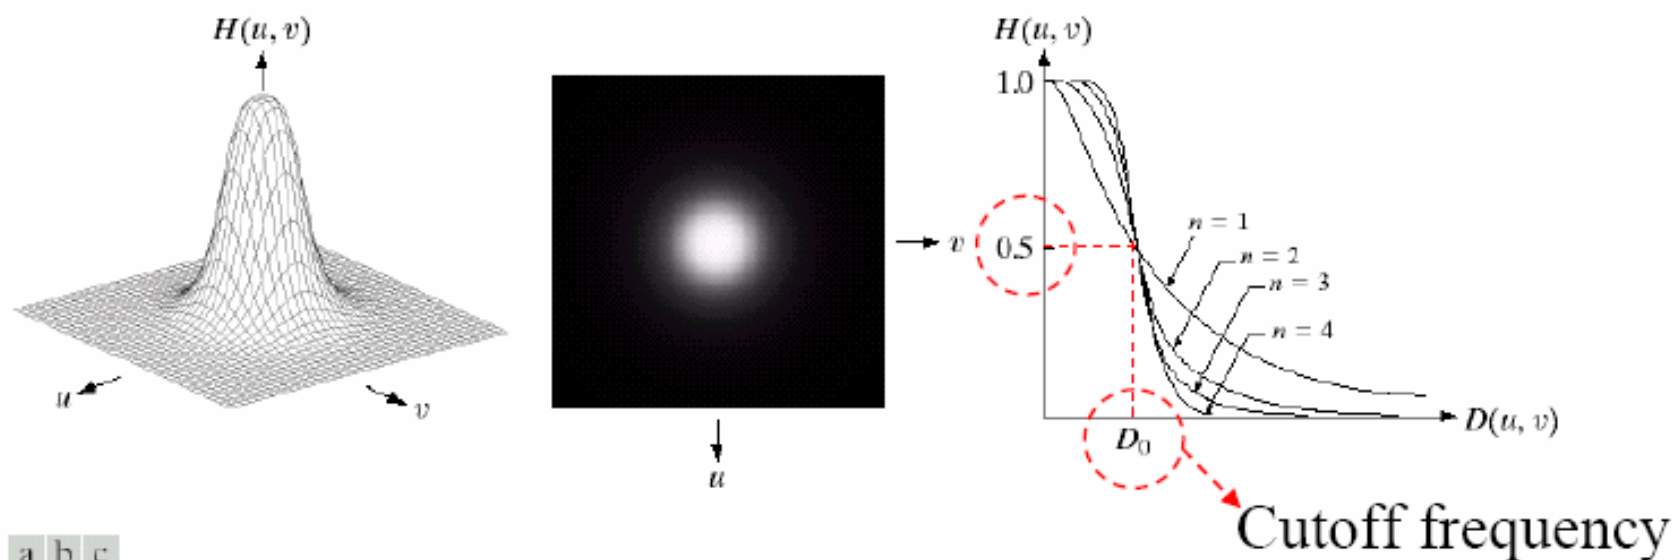 H(u, v)
u
v
v
u
H(u, v)
1.0
0.5
n = 1
n = 2
n = 3
n = 4
D₀
D(u, v)
Cutoff frequency
a b c